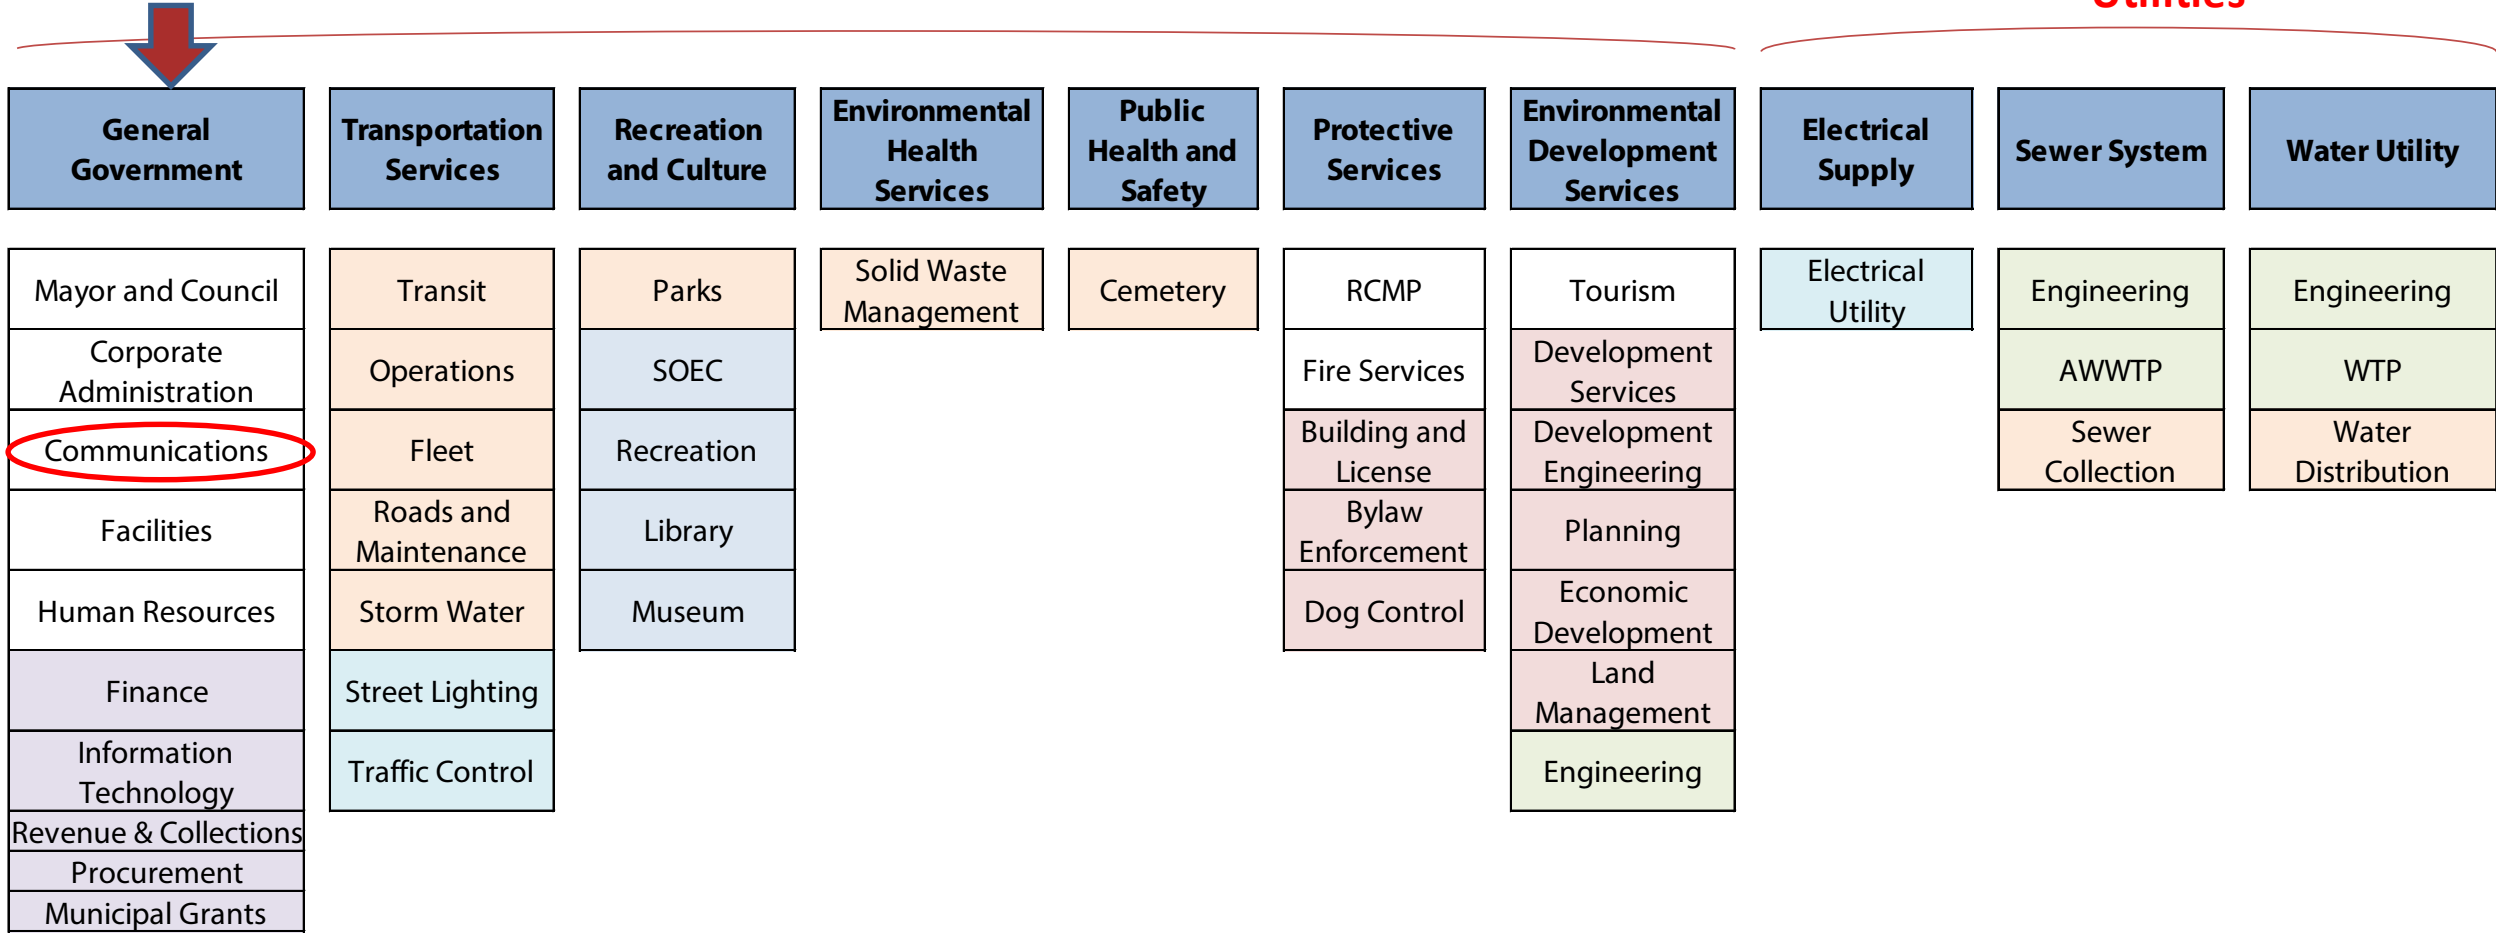 Utilities
General
Government
Transportation
Services
Recreation
and Culture
Environmental
Health
Services
Public
Health and
Safety
Protective
Services
Environmental
Development
Services
Electrical
Supply
Sewer System
Water Utility
Mayor and Council
Corporate
Administration
Communications
Facilities
Human Resources
Finance
Information
Technology
Revenue & Collections
Procurement
Municipal Grants
Transit
Operations
Fleet
Roads and
Maintenance
Storm Water
Street Lighting
Traffic Control
Parks
SOEC
Recreation
Library
Museum
Solid Waste
Management
Cemetery
RCMP
Fire Services
Building and
License
Bylaw
Enforcement
Dog Control
Tourism
Development
Services
Development
Engineering
Planning
Economic
Development
Land
Management
Engineering
Electrical
Utility
Engineering
AWWTP
Sewer
Collection
Engineering
WTP
Water
Distribution